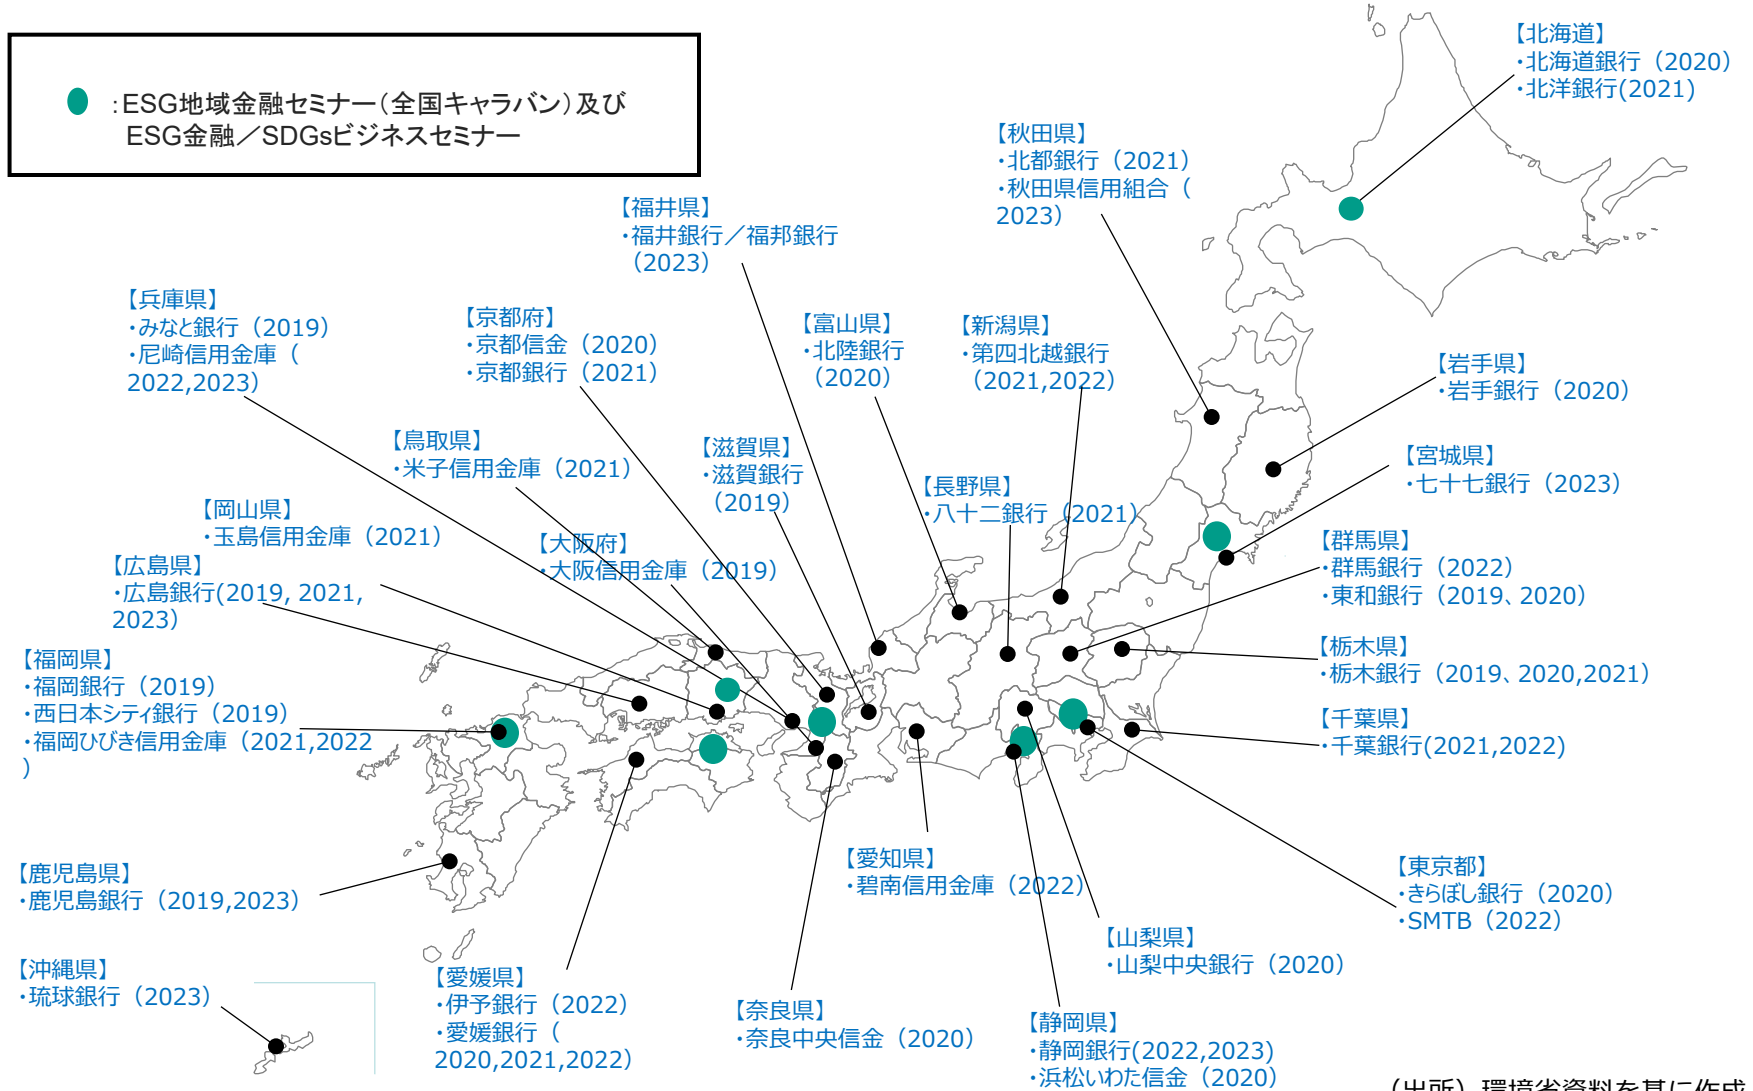 :ESG地域金融セミナー（全国キャラバン）及び
ESG金融／SDGsビジネスセミナー
【北海道】
・北海道銀行（2020）
・北洋銀行(2021)
【秋田県】
・北都銀行（2021）
・秋田県信用組合（
2023）
【福井県】
・福井銀行／福邦銀行
（2023）
【兵庫県】
・みなと銀行（2019）
・尼崎信用金庫（
2022,2023）
【京都府】
・京都信金（2020）
・京都銀行（2021）
【富山県】
・北陸銀行
（2020）
【新潟県】
・第四北越銀行
（2021,2022）
【岩手県】
・岩手銀行（2020）
【鳥取県】
・米子信用金庫（2021）
【滋賀県】
・滋賀銀行
（2019）
【宮城県】
・七十七銀行（2023）
【長野県】
・八十二銀行（2021）
【岡山県】
・玉島信用金庫（2021）
【大阪府】
・大阪信用金庫（2019）
【群馬県】
・群馬銀行（2022）
・東和銀行（2019、2020）
【広島県】
・広島銀行(2019, 2021,
2023）
【栃木県】
・栃木銀行（2019、2020,2021）
【福岡県】
・福岡銀行（2019）
・西日本シティ銀行（2019）
・福岡ひびき信用金庫（2021,2022
）
【千葉県】
・千葉銀行(2021,2022)
【愛知県】
・碧南信用金庫（2022）
【東京都】
・きらぼし銀行（2020）
・SMTB（2022）
【鹿児島県】
・鹿児島銀行（2019,2023）
【山梨県】
・山梨中央銀行（2020）
【沖縄県】
・琉球銀行（2023）
【愛媛県】
・伊予銀行（2022）
・愛媛銀行（
2020,2021,2022）
【奈良県】
・奈良中央信金（2020）
【静岡県】
・静岡銀行(2022,2023)
・浜松いわた信金（2020）
（出所）環境省資料を基に作成